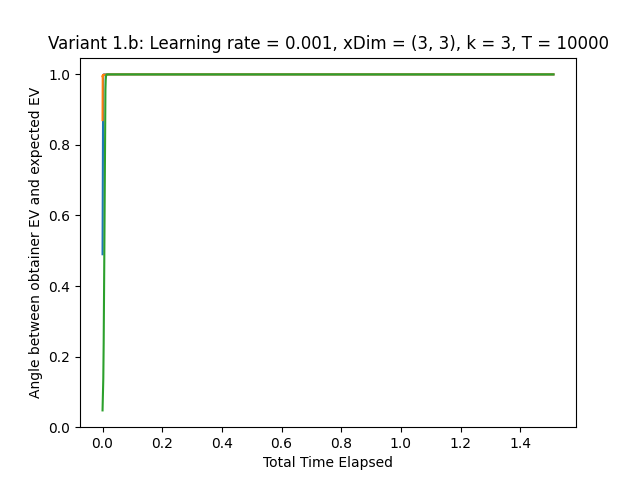 Variant 1.b: Learning rate = 0.001, xDim = (3, 3), k = 3, T = 10000
Angle between obtainer EV and expected EV
1.0
0.8
0.6
0.4
0.2
0.0
0.0 0.2 0.4 0.6 0.8 1.0 1.2 1.4
Total Time Elapsed